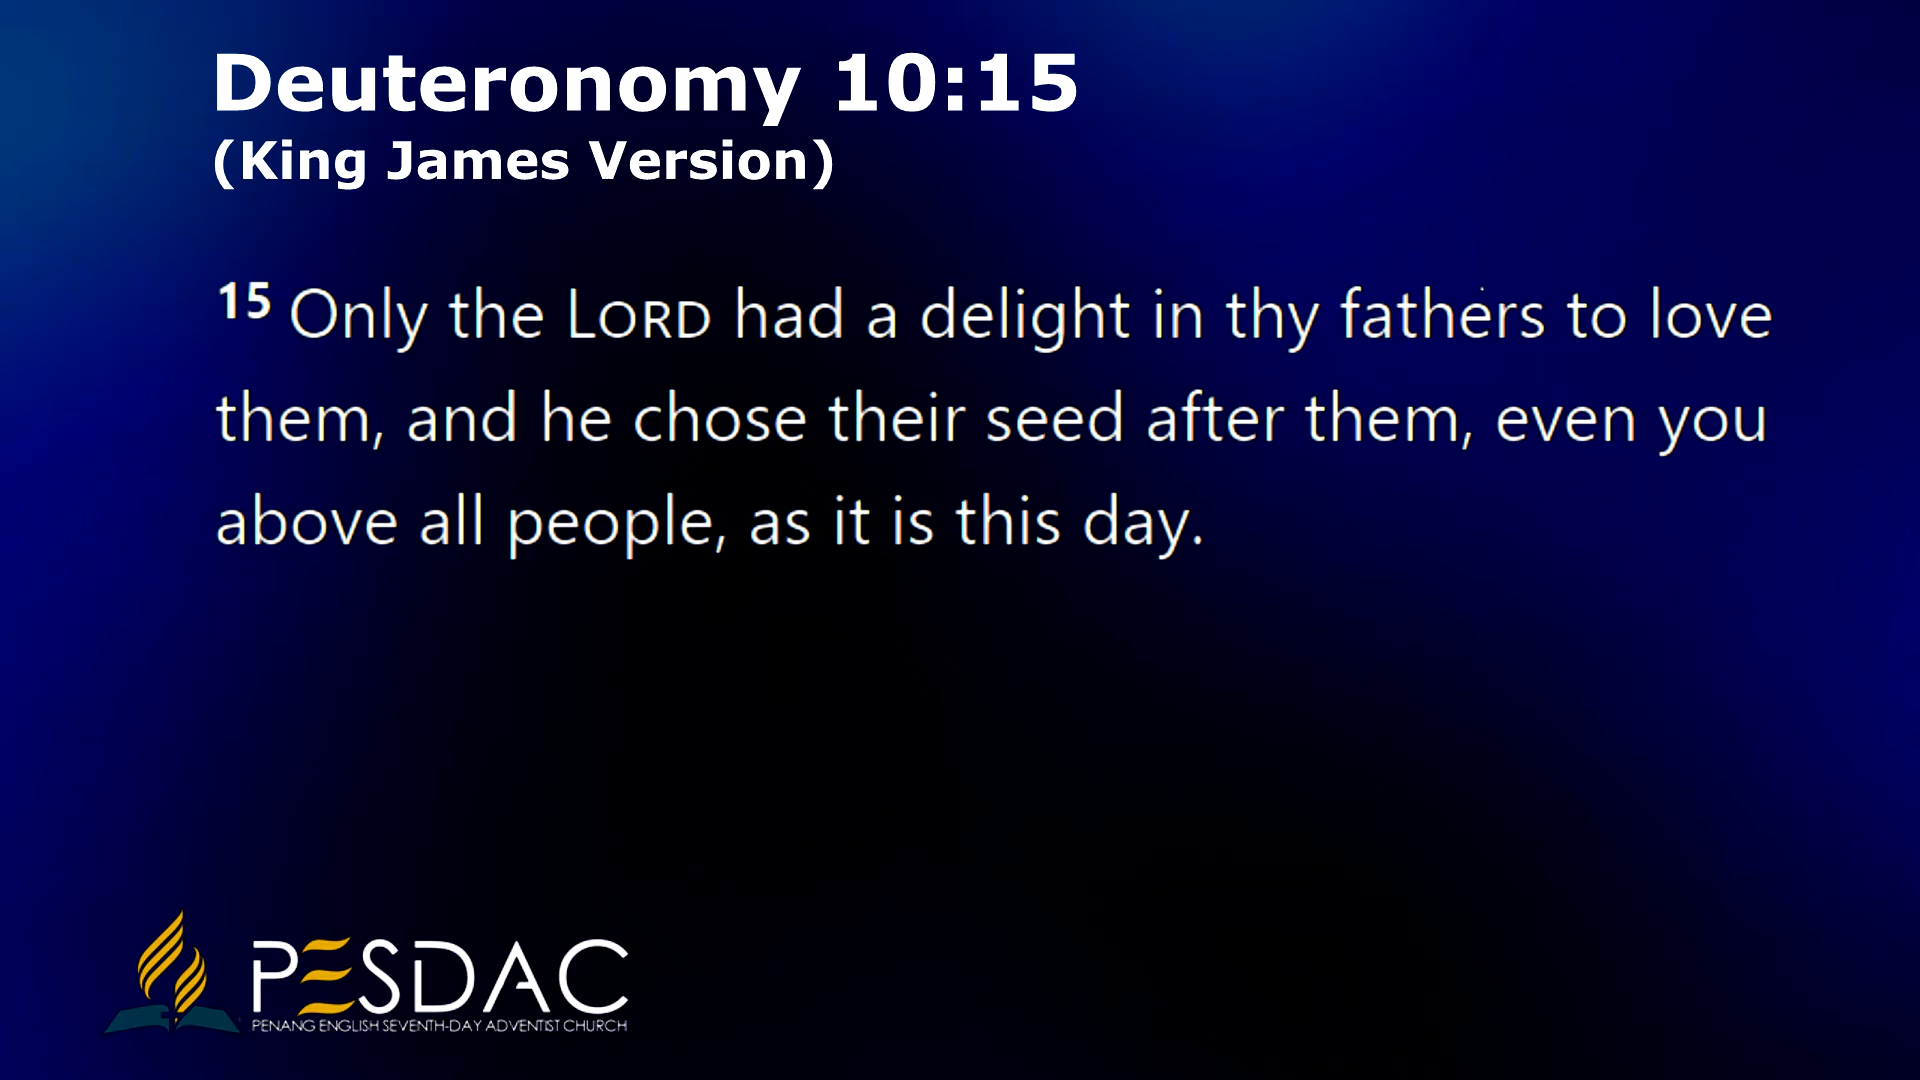 Deuteronomy 10:15
(King James Version)
15 Only the LORD had a delight in thy fathers to love
them, and he chose their seed after them, even you
above all people, as it is this day.
PESDAC
PENANG ENGLISH SEVENTH-DAY ADVENTIST CHURCH